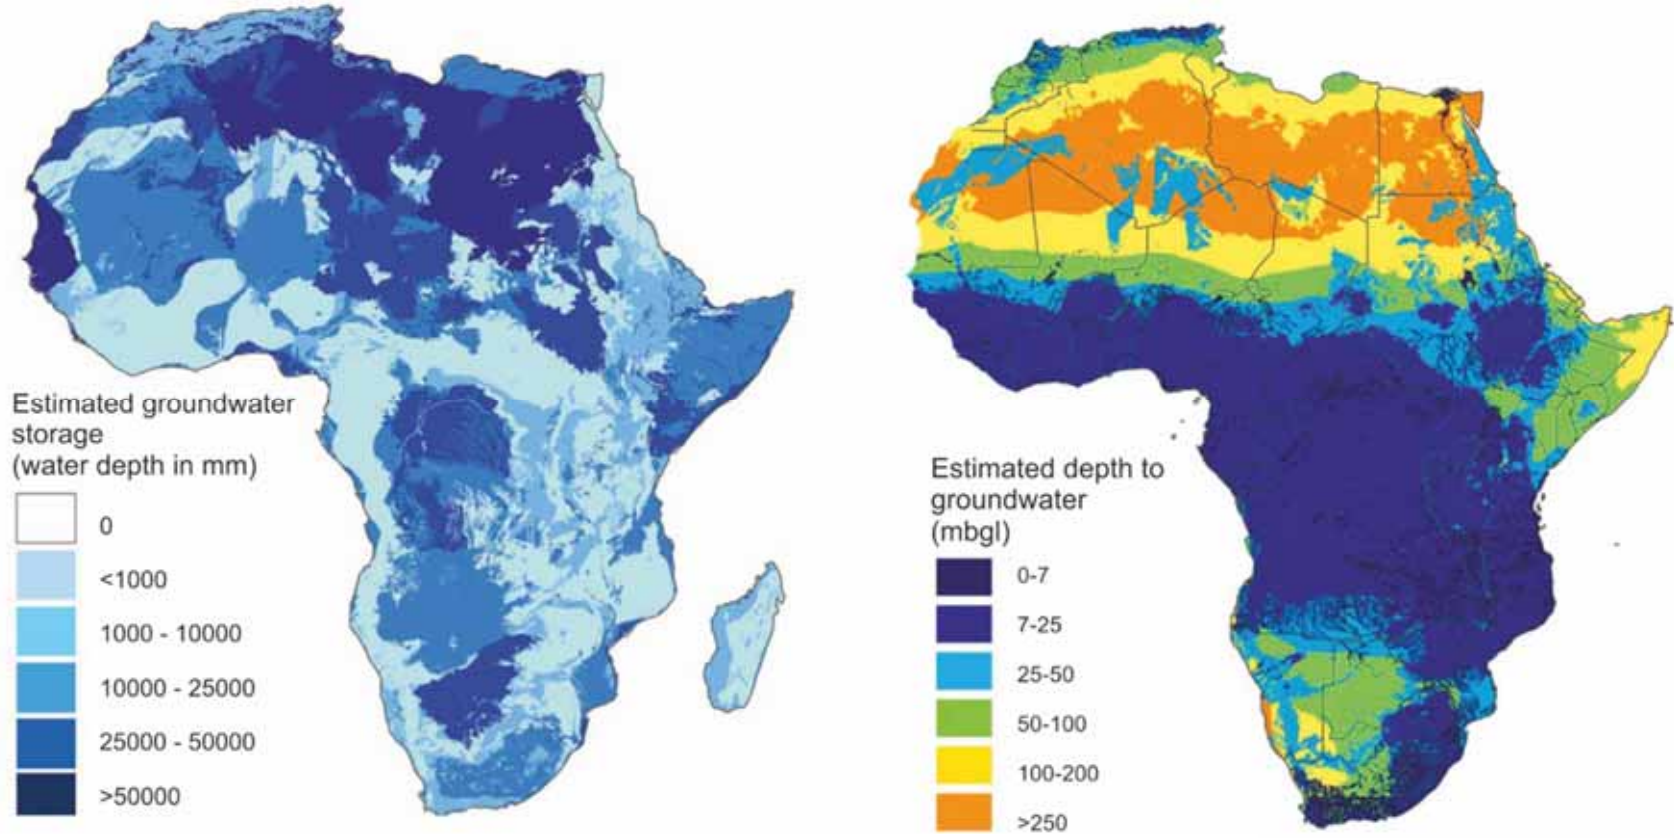 Estimated groundwater
storage
(water depth in mm)
0
<1000
1000 - 10000
10000 - 25000
25000 - 50000
>50000
Estimated depth to
groundwater
(mbgl)
0-7
7-25
25-50
50-100
100-200
>250